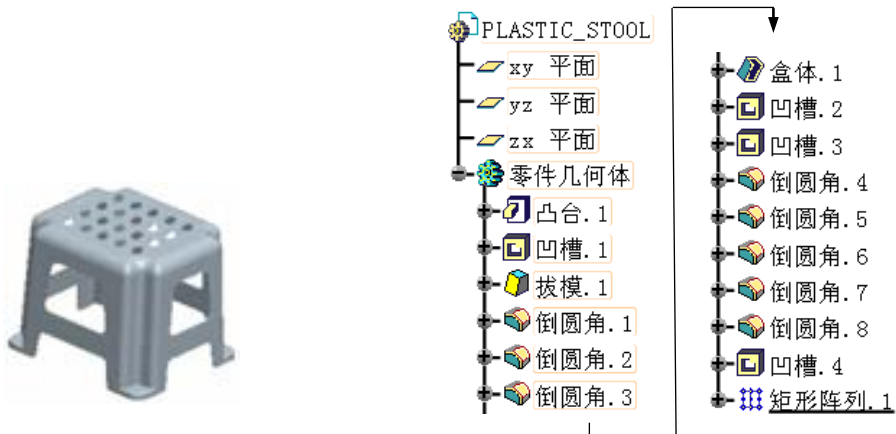 PLASTIC_STOOL
xy 平面
yz 平面
zx 平面
零件几何体
凸台.1
凹槽.1
拔模.1
倒圆角.1
倒圆角.2
倒圆角.3
盒体.1
凹槽.2
凹槽.3
倒圆角.4
倒圆角.5
倒圆角.6
倒圆角.7
倒圆角.8
凹槽.4
矩形阵列.1